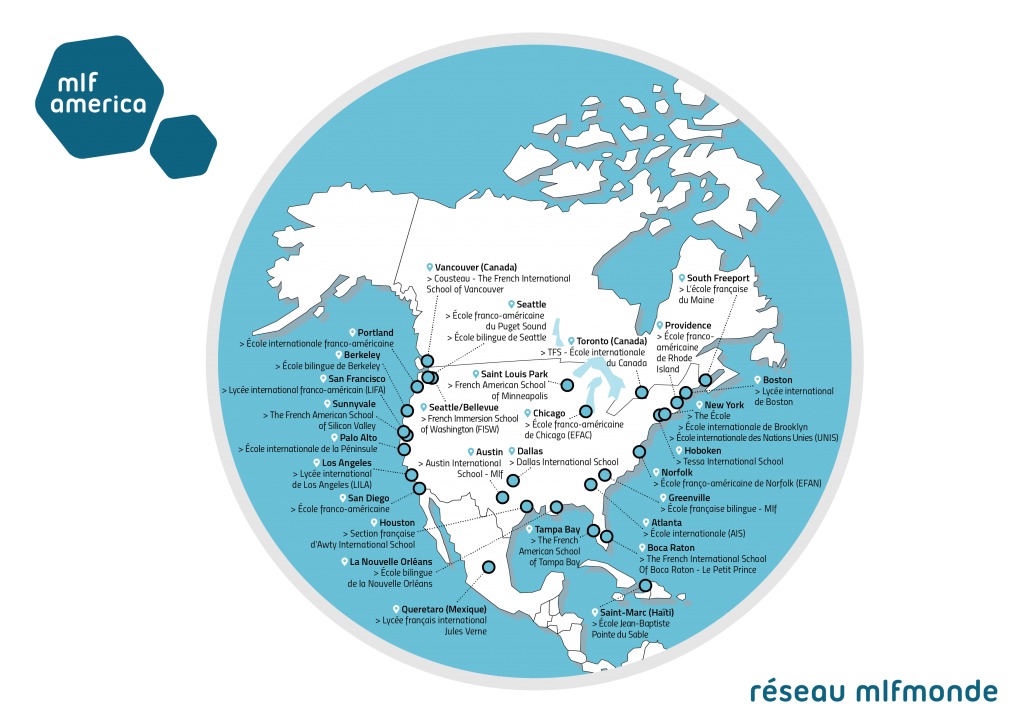 mlf
america
Vancouver (Canada)
> Cousteau - The French International
School of Vancouver
Seattle
> École franco-américaine
du Puget Sound
> École bilingue de Seattle
South Freeport
> L'école française
du Maine
Providence
> École franco-
américaine
de Rhode
Island
Portland
> École internationale franco-américaine
Berkeley
> École bilingue de Berkeley
San Francisco
> Lycée international franco-américain (LIFA)
Sunnyvale
> The French American School
of Silicon Valley
Palo Alto
> École internationale de la Péninsule
Los Angeles
> Lycée international
de Los Angeles (LILA)
San Diego
> École franco-américaine
Houston
> Section française
d'Awty International School
La Nouvelle Orléans
> École bilingue
de la Nouvelle Orléans
Queretaro (Mexique)
> Lycée français international
Jules Verne
Toronto (Canada)
> TFS - École internationale
du Canada
Saint Louis Park
> French American School
of Minneapolis
Seattle/Bellevue
> French Immersion School
of Washington (FISW)
Chicago
> École franco-américaine
de Chicago (EFAC)
Austin
> Austin International
School - Mlf
Dallas
> Dallas International School
Boston
> Lycée international
de Boston
New York
> The École
> École internationale de Brooklyn
> École internationale des Nations Unies (UNIS)
Hoboken
> Tessa International School
Norfolk
> École franço-américaine de Norfolk (EFAN)
Greenville
> École française bilingue - Mlf
Atlanta
> École internationale (AIS)
Tampa Bay
> The French
American School
of Tampa Bay
Boca Raton
> The French International School
Of Boca Raton - Le Petit Prince
Saint-Marc (Haïti)
> École Jean-Baptiste
Pointe du Sable
réseau mlfmonde